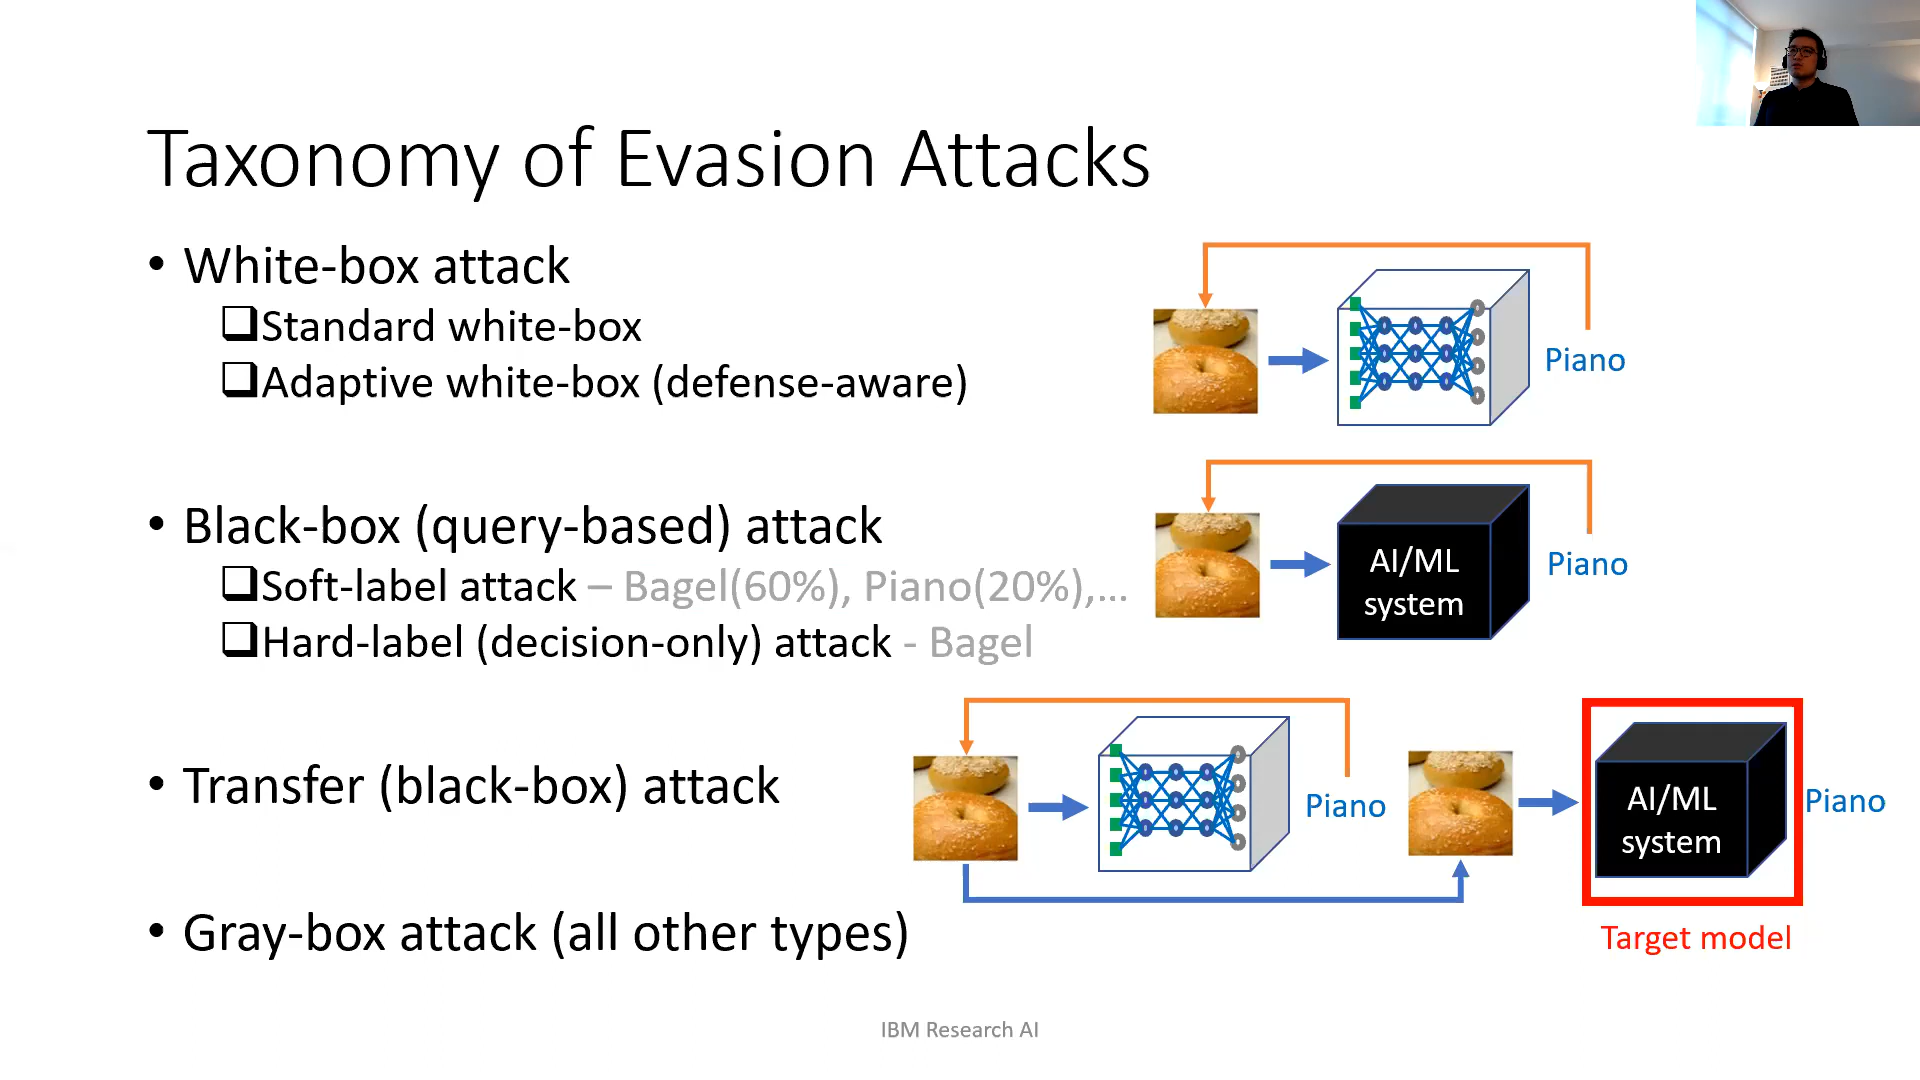 Taxonomy of Evasion Attacks
• White-box attack
❑Standard white-box
❑Adaptive white-box (defense-aware)
Piano
• Black-box (query-based) attack
❑Soft-label attack – Bagel(60%), Piano(20%),...
❑Hard-label (decision-only) attack - Bagel
AI/ML
system
Piano
• Transfer (black-box) attack
Piano
AI/ML
system
Piano
Target model
• Gray-box attack (all other types)
IBM Research AI